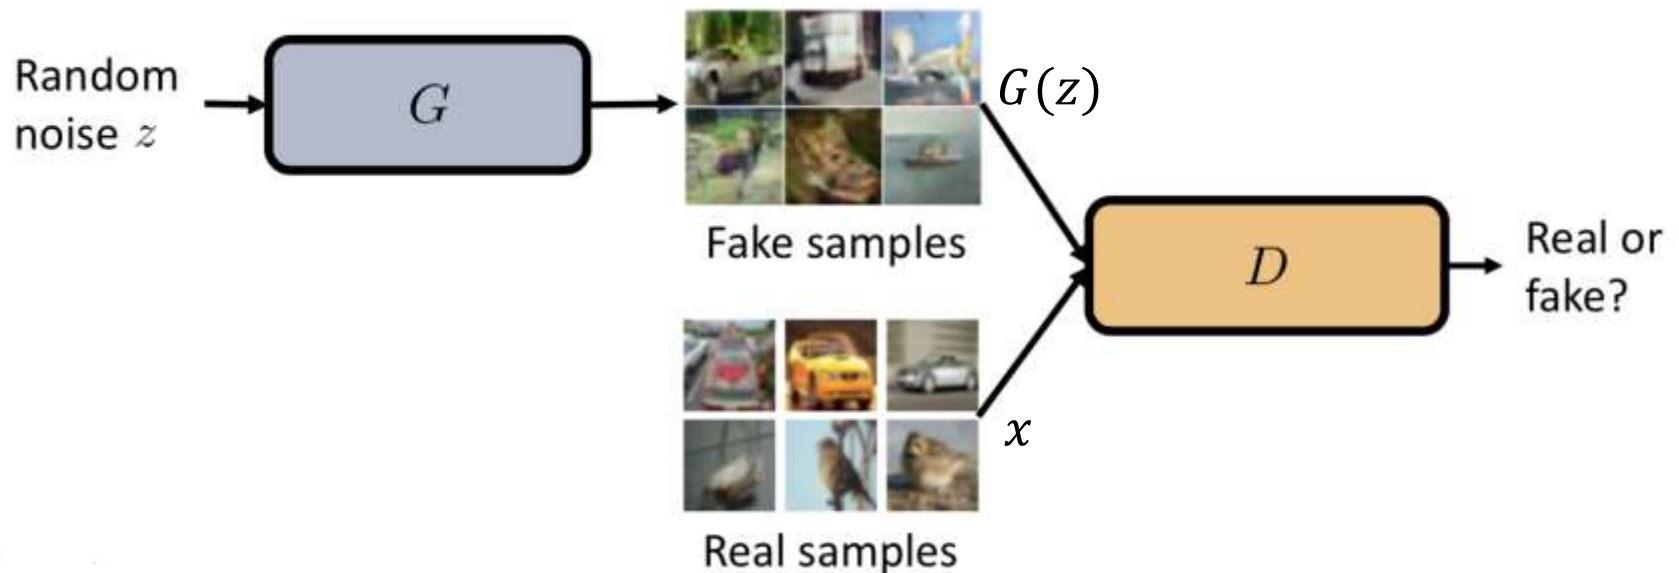 Random
noise z
G
G(z)
Fake samples
D
Real or
fake?
x
Real samples